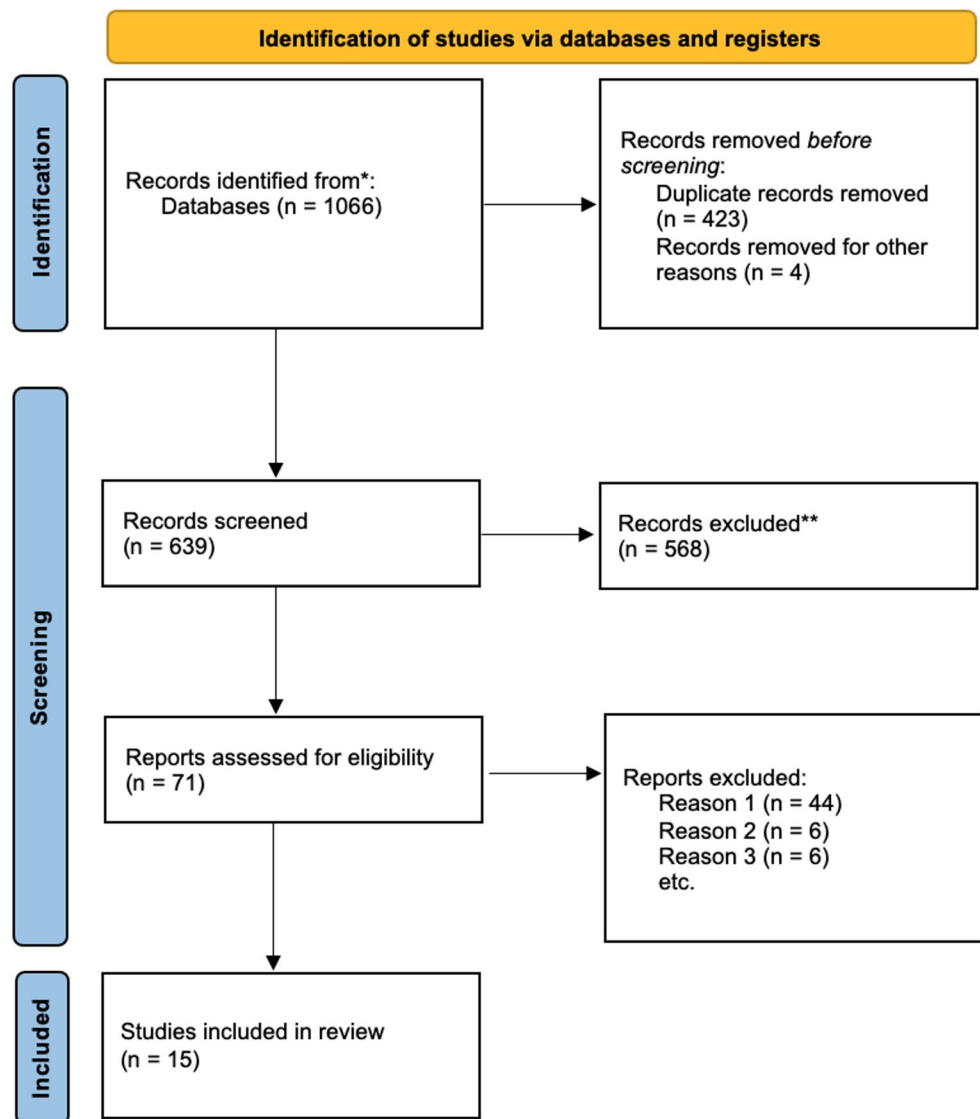 Identification of studies via databases and registers
Identification
Records identified from*:
Databases (n = 1066)
Records removed before
screening:
Duplicate records removed
(n = 423)
Records removed for other
reasons (n = 4)
Screening
Records screened
(n = 639)
Records excluded**
(n = 568)
Reports assessed for eligibility
(n = 71)
Reports excluded:
Reason 1 (n = 44)
Reason 2 (n = 6)
Reason 3 (n = 6)
etc.
Included
Studies included in review
(n = 15)